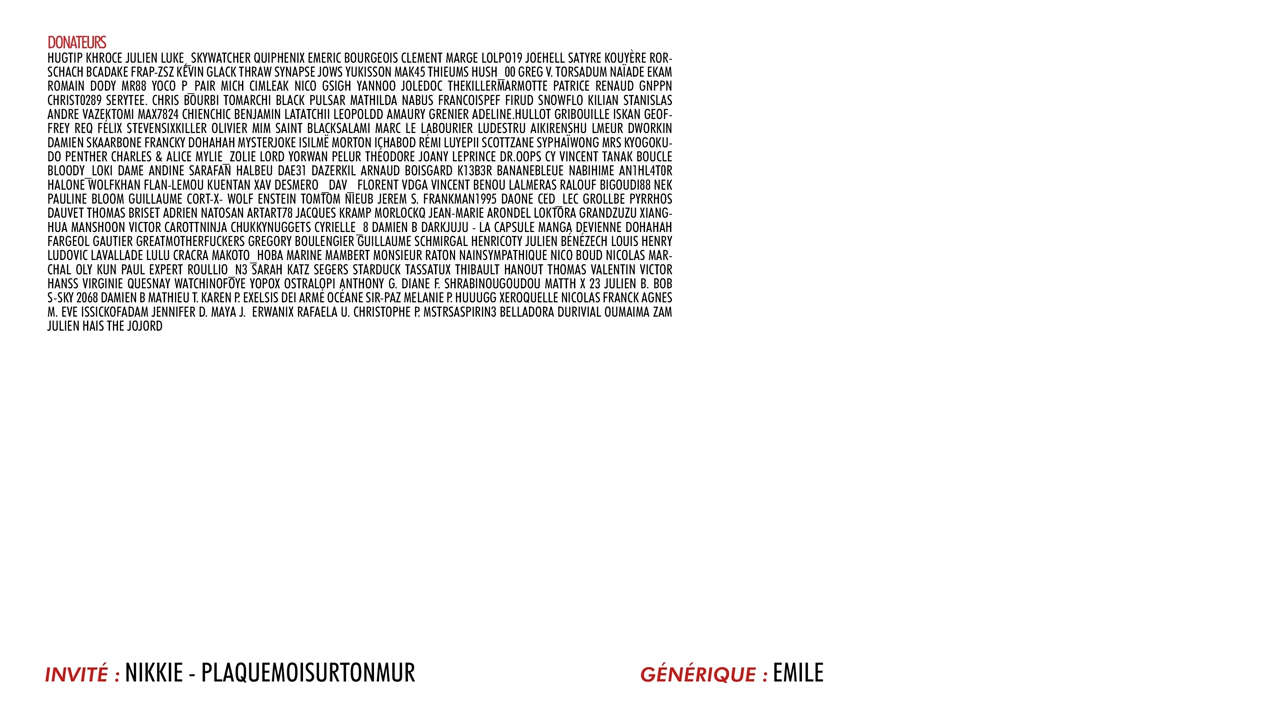 DONATEURS
HUGTIP KHROCE JULIEN LUKE_SKYWATCHER QUIPHENIX EMERIC BOURGEOIS CLEMENT MARGE LOLPO19 JOEHELL SATYRE KOUYÈRE ROR-
SCHACH BCADAKE FRAP-ZSZ KÉVIN GLACK THRAW SYNAPSE JOWS YUKISSON MAK45 THIEUMS HUSH_00 GREG V. TORSADUM NAÏADE EKAM
ROMAIN DODY MR88 YOCO P_PAIR MICH CIMLEAK NICO GSIGH YANNOO JOLEDOC THEKILLERMARMOTTE PATRICE RENAUD GNPPN
CHRIST0289 SERYTEE. CHRIS BOURBI TOMARCHI BLACK PULSAR MATHILDA NABUS FRANCOISPEF FIRUD SNOWFLO KILIAN STANISLAS
ANDRE VAZEKTOMI MAX7824 CHIENCHIC BENJAMIN LATATCHII LEOPOLDD AMAURY GRENIER ADELINE.HULLOT GRIBOUILLE ISKAN GEOF-
FREY REQ FÉLIX STEVENSIXKILLER OLIVIER MIM SAINT BLACKSALAMI MARC LE LABOURIER LUDESTRU AIKIRENSHU LMEUR DWORKIN
DAMIEN SKAARBONE FRANCKY DOHAHAH MYSTERJOKE ISILMË MORTON ICHABOD RÉMI LUYEPII SCOTTZANE SYPHAÏWONG MRS KYOGOKU-
DO PENTHER CHARLES & ALICE MYLIE_ZOLIE LORD YORWAN PELUR THÉODORE JOANY LEPRINCE DR.OOPS CY VINCENT TANAK BOUCLE
BLOODY_LOKI DAME ANDINE SARAFAN HALBEU DAE31 DAZERKIL ARNAUD BOISGARD K13B3R BANANEBLEUE NABIHIME AN1HL4T0R
HALONE WOLFKHAN FLAN-LEMOU KUENTAN XAV DESMERO _DAV_ FLORENT VDGA VINCENT BENOU LALMERAS RALOUF BIGOUDI88 NEK
PAULINE BLOOM GUILLAUME CORT-X- WOLF ENSTEIN TOMTOM NIEUB JEREM S. FRANKMAN1995 DAONE CED_LEC GROLLBE PYRRHOS
DAUVET THOMAS BRISET ADRIEN NATOSAN ARTART78 JACQUES KRAMP MORLOCKQ JEAN-MARIE ARONDEL LOKTORA GRANDZUZU XIANG-
HUA MANSHOON VICTOR CAROTTNINJA CHUKKYNUGGETS CYRIELLE_8 DAMIEN B DARKJUJU - LA CAPSULE MANGA DEVIENNE DOHAHAH
FARGEOL GAUTIER GREATMOTHERFUCKERS GREGORY BOULENGIER GUILLAUME SCHMIRGAL HENRICOTY JULIEN BÉNÉZECH LOUIS HENRY
LUDOVIC LAVALLADE LULU CRACRA MAKOTO_HOBA MARINE MAMBERT MONSIEUR RATON NAINSYMPATHIQUE NICO BOUD NICOLAS MAR-
CHAL OLY KUN PAUL EXPERT ROULLIO_N3 SARAH KATZ SEGERS STARDUCK TASSATUX THIBAULT HANOUT THOMAS VALENTIN VICTOR
HANSS VIRGINIE QUESNAY WATCHINOFOYE YOPOX OSTRALOPI ANTHONY G. DIANE F. SHRABINOUGOUDOU MATTH X 23 JULIEN B. BOB
S-SKY 2068 DAMIEN B MATHIEU T. KAREN P. EXELSIS DEI ARMÉ OCÉANE SIR-PAZ MELANIE P. HUUUGG XEROQUELLE NICOLAS FRANCK AGNES
M. EVE ISSICKOFADAM JENNIFER D. MAYA J. ERWANIX RAFAELA U. CHRISTOPHE P. MSTRSASPIRIN3 BELLADORA DURIVIAL OUMAIMA ZAM
JULIEN HAIS THE JOJORD
INVITÉ : NIKKIE - PLAQUEMOISURTONMUR
GÉNÉRIQUE : EMILE